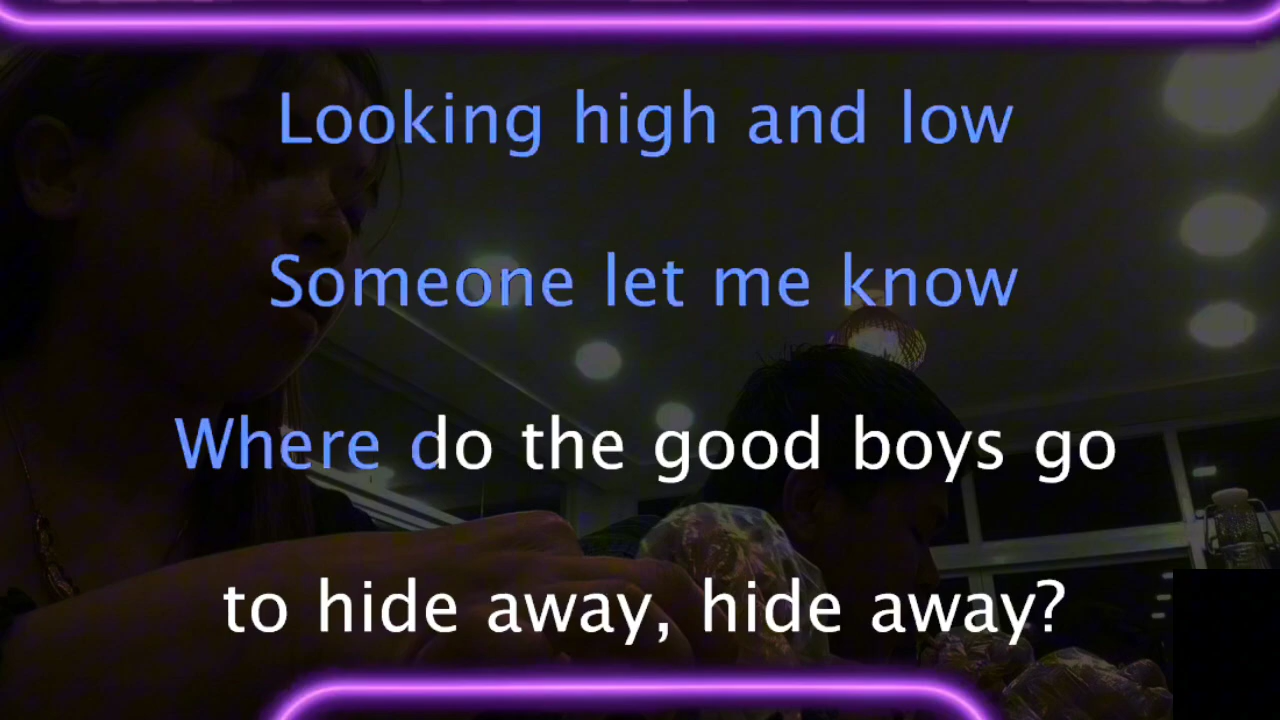 Looking high and low
Someone let me know
Where do the good boys go
to hide away, hide away?